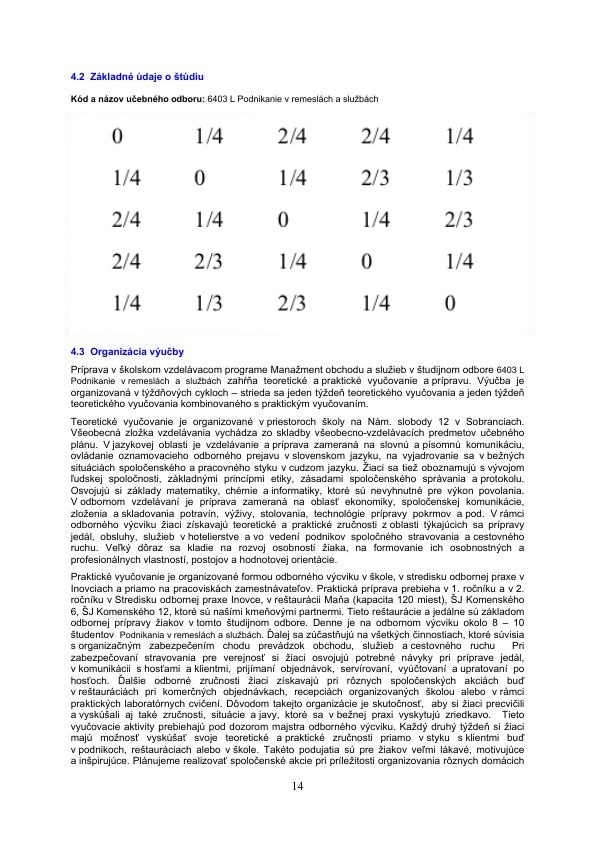 4.2 Základné údaje o štúdiu
Kód a názov učebného odboru: 6403 L Podnikanie v remeslách a službách
0 1/4 2/4 2/4 1/4
1/4 0 1/4 2/3 1/3
2/4 1/4 0 1/4 2/3
2/4 2/3 1/4 0 1/4
1/4 1/3 2/3 1/4 0
4.3 Organizácia výučby
Príprava v školskom vzdelávacom programe Manažment obchodu a služieb v študijnom odbore 6403 L
Podnikanie v remeslách a službách zahŕňa teoretické a praktické vyučovanie a prípravu. Výučba je
organizovaná v týždňových cykloch – strieda sa jeden týždeň teoretického vyučovania a jeden týždeň
teoretického vyučovania kombinovaného s praktickým vyučovaním.
Teoretické vyučovanie je organizované v priestoroch školy na Nám. slobody 12 v Sobranciach.
Všeobecná zložka vzdelávania vychádza zo skladby všeobecno-vzdelávacích predmetov učebného
plánu. V jazykovej oblasti je vzdelávanie a príprava zameraná na slovnú a písomnú komunikáciu,
ovládanie oznamovacieho odborného prejavu v slovenskom jazyku, na vyjadrovanie sa v bežných
situáciách spoločenského a pracovného styku v cudzom jazyku. Žiaci sa tiež oboznamujú s vývojom
ľudskej spoločnosti, základnými princípmi etiky, zásadami spoločenského správania a protokolu.
Osvojujú si základy matematiky, chémie a informatiky, ktoré sú nevyhnutné pre výkon povolania.
V odbornom vzdelávaní je príprava zameraná na oblasť ekonomiky, spoločenskej komunikácie,
zloženia a skladovania potravín, výživy, stolovania, technológie prípravy pokrmov a pod. V rámci
odborného výcviku žiaci získavajú teoretické a praktické zručnosti z oblasti týkajúcich sa prípravy
jedál, obsluhy, služieb v hotelierstve a vo vedení podnikov spoločného stravovania a cestovného
ruchu. Veľký dôraz sa kladie na rozvoj osobnosti žiaka, na formovanie ich osobnostných a
profesionálnych vlastností, postojov a hodnotovej orientácie.
Praktické vyučovanie je organizované formou odborného výcviku v škole, v stredisku odbornej praxe v
Inovciach a priamo na pracoviskách zamestnávateľov. Praktická príprava prebieha v 1. ročníku a v 2.
ročníku v Stredisku odbornej praxe Inovce, v reštaurácii Maňa (kapacita 120 miest), ŠJ Komenského
6, ŠJ Komenského 12, ktoré sú našími kmeňovými partnermi. Tieto reštaurácie a jedálne sú základom
odbornej prípravy žiakov v tomto študijnom odbore. Denne je na odbornom výcviku okolo 8 – 10
študentov Podnikania v remeslách a službách. Ďalej sa zúčastňujú na všetkých činnostiach, ktoré súvisia
s organizačným zabezpečením chodu prevádzok obchodu, služieb a cestovného ruchu Pri
zabezpečovaní stravovania pre verejnosť si žiaci osvojujú potrebné návyky pri príprave jedál,
v komunikácii s hosťami a klientmi, prijímaní objednávok, servírovaní, vyúčtovaní a upratovaní po
hosťoch. Ďalšie odborné zručnosti žiaci získavajú pri rôznych spoločenských akciách buď
v reštauráciách pri komerčných objednávkach, recepciách organizovaných školou alebo v rámci
praktických laboratórnych cvičení. Dôvodom takejto organizácie je skutočnosť, aby si žiaci precvičili
a vyskúšali aj také zručnosti, situácie a javy, ktoré sa v bežnej praxi vyskytujú zriedkavo. Tieto
vyučovacie aktivity prebiehajú pod dozorom majstra odborného výcviku. Každý druhý týždeň si žiaci
majú možnosť vyskúšať svoje teoretické a praktické zručnosti priamo v styku s klientmi buď
v podnikoch, reštauráciách alebo v škole. Takéto podujatia sú pre žiakov veľmi lákavé, motivujúce
a inšpirujúce. Plánujeme realizovať spoločenské akcie pri príležitosti organizovania rôznych domácich
14